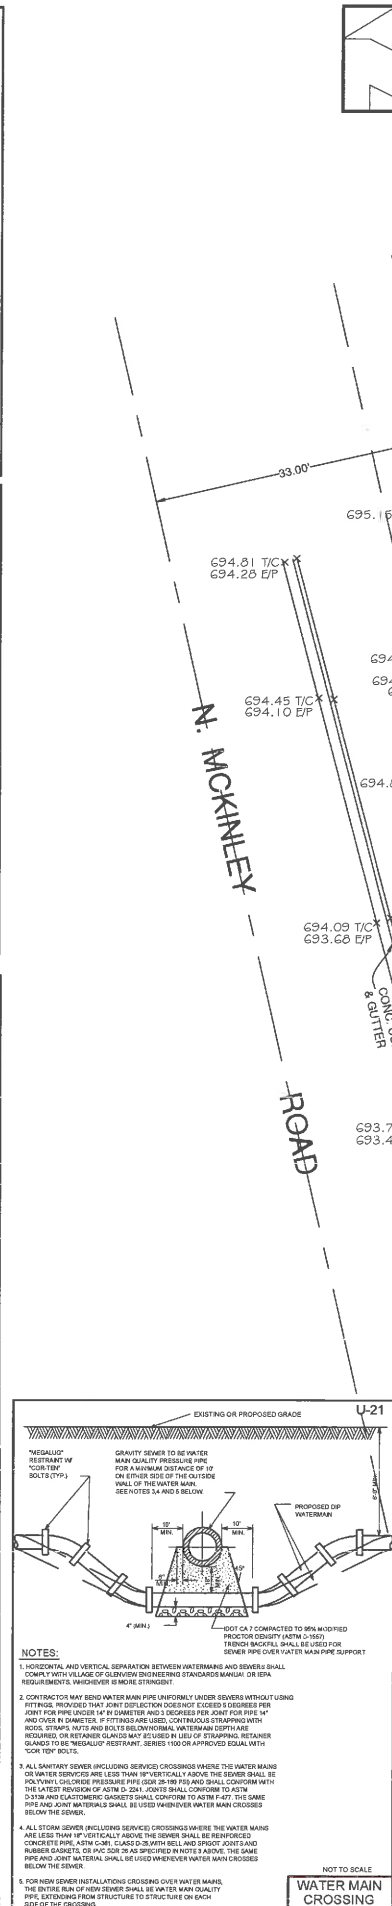 33.00'
695.15
694.81 T/C
694.28 E/P
694.45 T/C
694.10 E/P
694.8
N. MCKINLEY
694.09 T/C
693.68 E/P
& GUTTER
ROAD
693.7
693.4
U-21
EXISTING OR PROPOSED GRADE
"MEGALUG"
RESTRAINT W/
"COR-TEN"
BOLTS (TYP.)
GRAVITY SEWER TO BE WATER
MAIN QUALITY PRESSURE PIPE
FOR A MINIMUM DISTANCE OF 10'
ON EITHER SIDE OF THE OUTSIDE
WALL OF THE WATER MAIN.
SEE NOTES 3,4 AND 5 BELOW.
10'
MIN.
10'
MIN.
PROPOSED DIP
WATERMAIN
45°
4" (MIN.)
IDOT CA 7 COMPACTED TO 95% MODIFIED
PROCTOR DENSITY (ASTM D-1557)
TRENCH BACKFILL SHALL BE USED FOR
SEWER PIPE OVER WATER MAIN PIPE SUPPORT
NOTES:
1. HORIZONTAL AND VERTICAL SEPARATION BETWEEN WATERMAINS AND SEWERS SHALL
COMPLY WITH VILLAGE OF GLENVIEW ENGINEERING STANDARDS MANUAL OR IEPA
REQUIREMENTS, WHICHEVER IS MORE STRINGENT.
2. CONTRACTOR MAY BEND WATER MAIN PIPE UNIFORMLY UNDER SEWERS WITHOUT USING
FITTINGS, PROVIDED THAT JOINT DEFLECTION DOES NOT EXCEED 5 DEGREES PER
JOINT FOR PIPE UNDER 14" IN DIAMETER AND 3 DEGREES PER JOINT FOR PIPE 14"
AND OVER IN DIAMETER. IF FITTINGS ARE USED, CONTINUOUS STRAPPING WITH
RODS, STRAPS, NUTS AND BOLTS BELOW NORMAL WATERMAIN DEPTH ARE
REQUIRED, OR RETAINER GLANDS MAY BE USED IN LIEU OF STRAPPING. RETAINER
GLANDS TO BE "MEGALUG" RESTRAINT, SERIES 1100 OR APPROVED EQUAL WITH
"COR TEN" BOLTS.
3. ALL SANITARY SEWER (INCLUDING SERVICE) CROSSINGS WHERE THE WATER MAINS
OR WATER SERVICES ARE LESS THAN 18" VERTICALLY ABOVE THE SEWER SHALL BE
POLYVINYL CHLORIDE PRESSURE PIPE (SDR 26-160 PSI) AND SHALL CONFORM WITH
THE LATEST REVISION OF ASTM D- 2241. JOINTS SHALL CONFORM TO ASTM
D-3139 AND ELASTOMERIC GASKETS SHALL CONFORM TO ASTM F-477. THE SAME
PIPE AND JOINT MATERIALS SHALL BE USED WHENEVER WATER MAIN CROSSES
BELOW THE SEWER.
4. ALL STORM SEWER (INCLUDING SERVICE) CROSSINGS WHERE THE WATER MAINS
ARE LESS THAN 18" VERTICALLY ABOVE THE SEWER SHALL BE REINFORCED
CONCRETE PIPE, ASTM C-361, CLASS D-25,WITH BELL AND SPIGOT JOINTS AND
RUBBER GASKETS, OR PVC SDR 26 AS SPECIFIED IN NOTE 3 ABOVE. THE SAME
PIPE AND JOINT MATERIAL SHALL BE USED WHENEVER WATER MAIN CROSSES
BELOW THE SEWER.
5. FOR NEW SEWER INSTALLATIONS CROSSING OVER WATER MAINS,
THE ENTIRE RUN OF NEW SEWER SHALL BE WATER MAIN QUALITY
PIPE, EXTENDING FROM STRUCTURE TO STRUCTURE ON EACH
SIDE OF THE CROSSING.
NOT TO SCALE
WATER MAIN
CROSSING